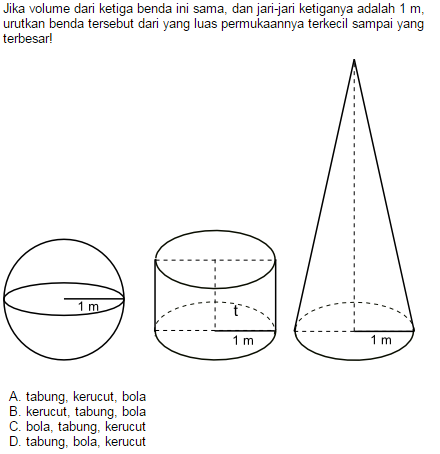 Jika volume dari ketiga benda ini sama, dan jari-jari ketiganya adalah 1 m,
urutkan benda tersebut dari yang luas permukaannya terkecil sampai yang
terbesar!
1 m
t
1 m
1 m
A. tabung, kerucut, bola
B. kerucut, tabung, bola
C. bola, tabung, kerucut
D. tabung, bola, kerucut